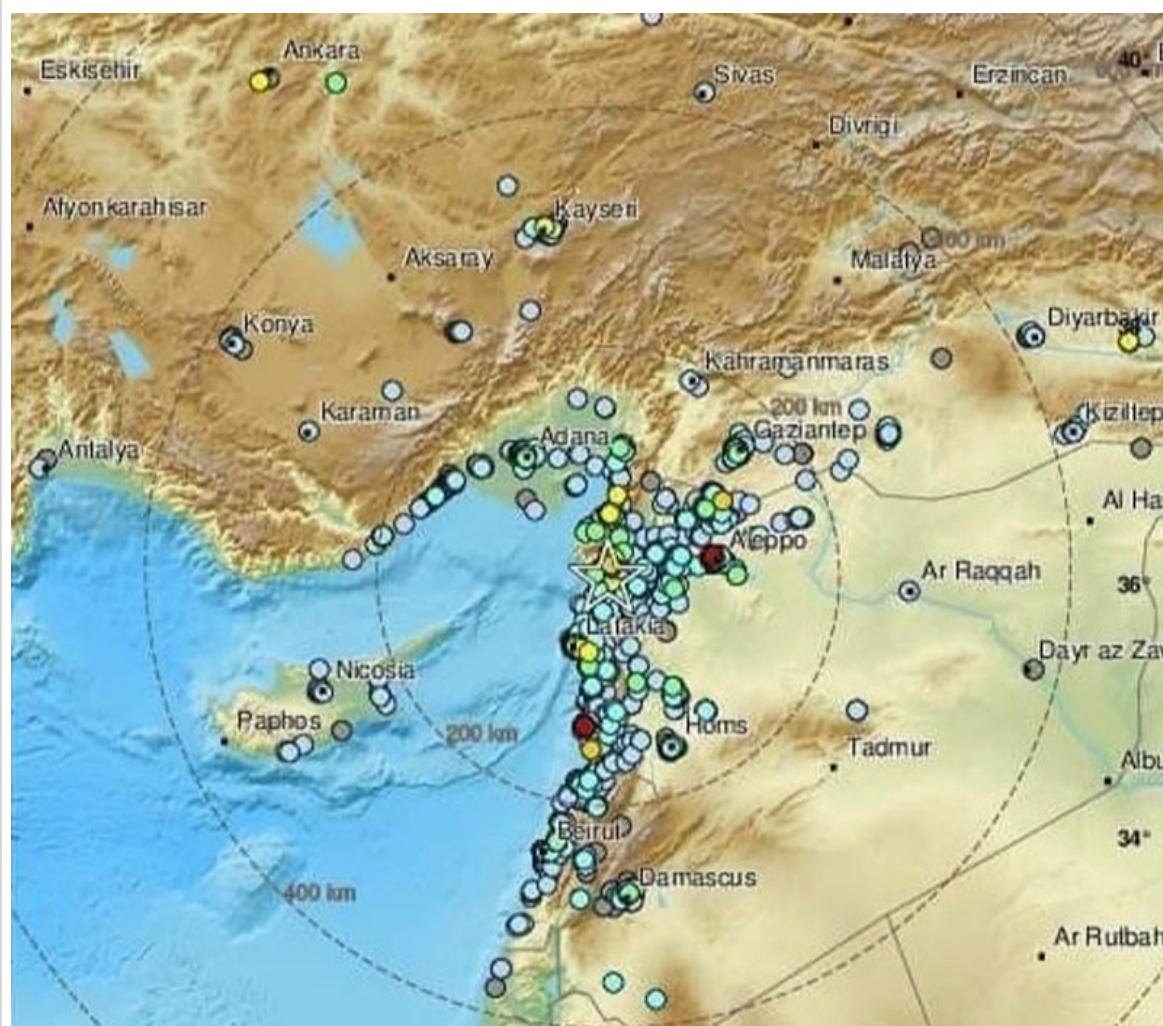 Ankara
Eskisehir
Sivas
Erzincan
40°
Divrigi
Afyonkarahisar
Kayseri
Aksaray
Malatya
Konya
Diyarbakir
Kahramanmaras
Karaman
200 km
Kiziltep
Adana
Gaziantep
Antalya
Al Ha
Aleppo
Ar Raqqah
36°
Latakia
Nicosia
Dayr az Zaw
Paphos
200 km
Homs
Tadmur
Albu
Beirut
34°
Damascus
400 km
Ar Rutbah